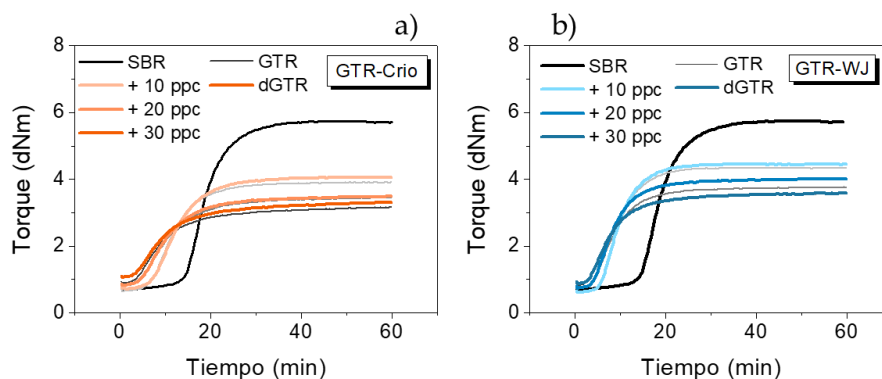 a)
8
6
4
2
0
Torque (dNm)
SBR
GTR
+ 10 ppc
dGTR
+ 20 ppc
+ 30 ppc
GTR-Crio
0
20
40
60
Tiempo (min)
b)
8
6
4
2
0
Torque (dNm)
SBR
GTR
+ 10 ppc
dGTR
+ 20 ppc
+ 30 ppc
GTR-WJ
0
20
40
60
Tiempo (min)